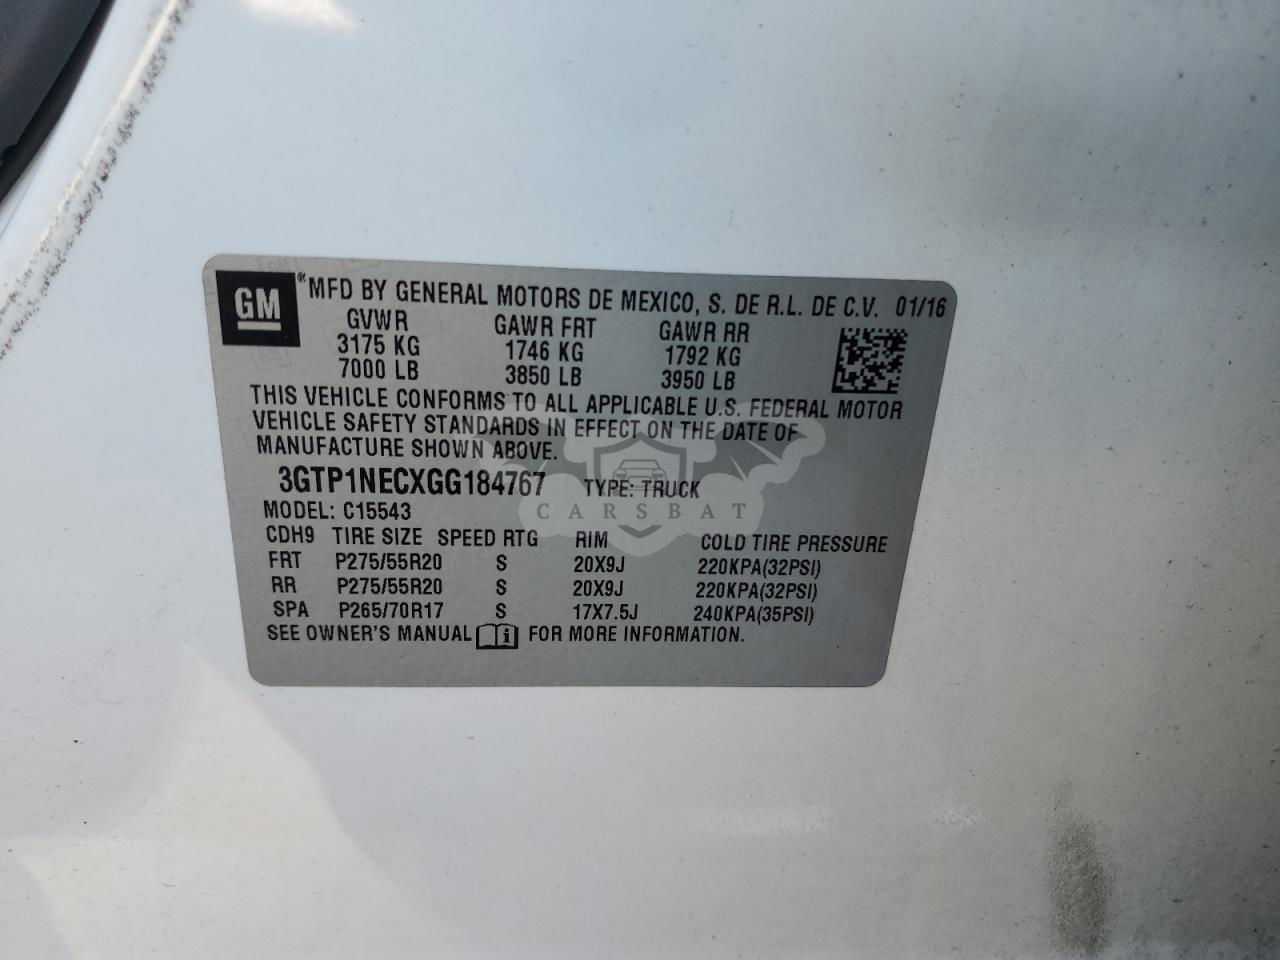 GM ® MFD BY GENERAL MOTORS DE MEXICO, S. DE R.L. DE C.V. 01/16
GVWR GAWR FRT GAWR RR
3175 KG 1746 KG 1792 KG
7000 LB 3850 LB 3950 LB
THIS VEHICLE CONFORMS TO ALL APPLICABLE U.S. FEDERAL MOTOR
VEHICLE SAFETY STANDARDS IN EFFECT ON THE DATE OF
MANUFACTURE SHOWN ABOVE.
3GTP1NECXGG184767 TYPE: TRUCK
MODEL: C15543
CARSBAT
CDH9 TIRE SIZE SPEED RTG RIM COLD TIRE PRESSURE
FRT P275/55R20 S 20X9J 220KPA(32PSI)
RR P275/55R20 S 20X9J 220KPA(32PSI)
SPA P265/70R17 S 17X7.5J 240KPA(35PSI)
SEE OWNER'S MANUAL i FOR MORE INFORMATION.